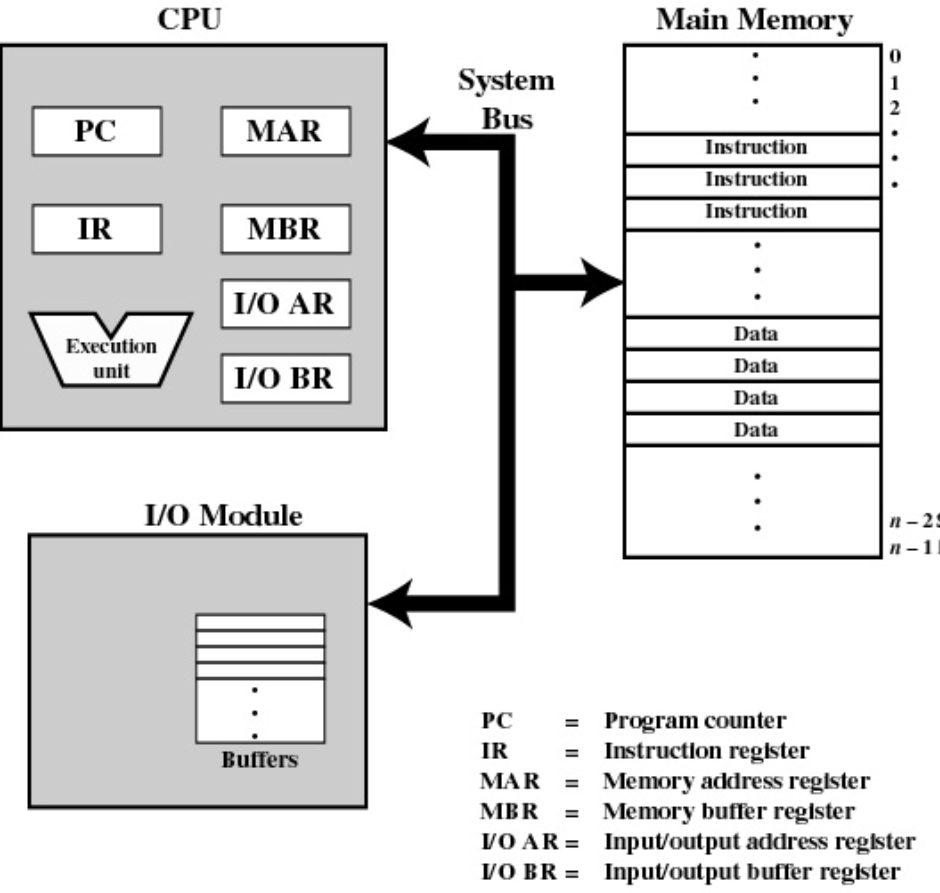 CPU
PC
MAR
IR
MBR
I/O AR
I/O BR
Execution
unit
System
Bus
Main Memory
0
1
2
Instruction
Instruction
Instruction
Data
Data
Data
Data
n – 2
n – 1
I/O Module
Buffers
PC = Program counter
IR = Instruction register
MAR = Memory address register
MBR = Memory buffer register
I/O AR = Input/output address register
I/O BR = Input/output buffer register